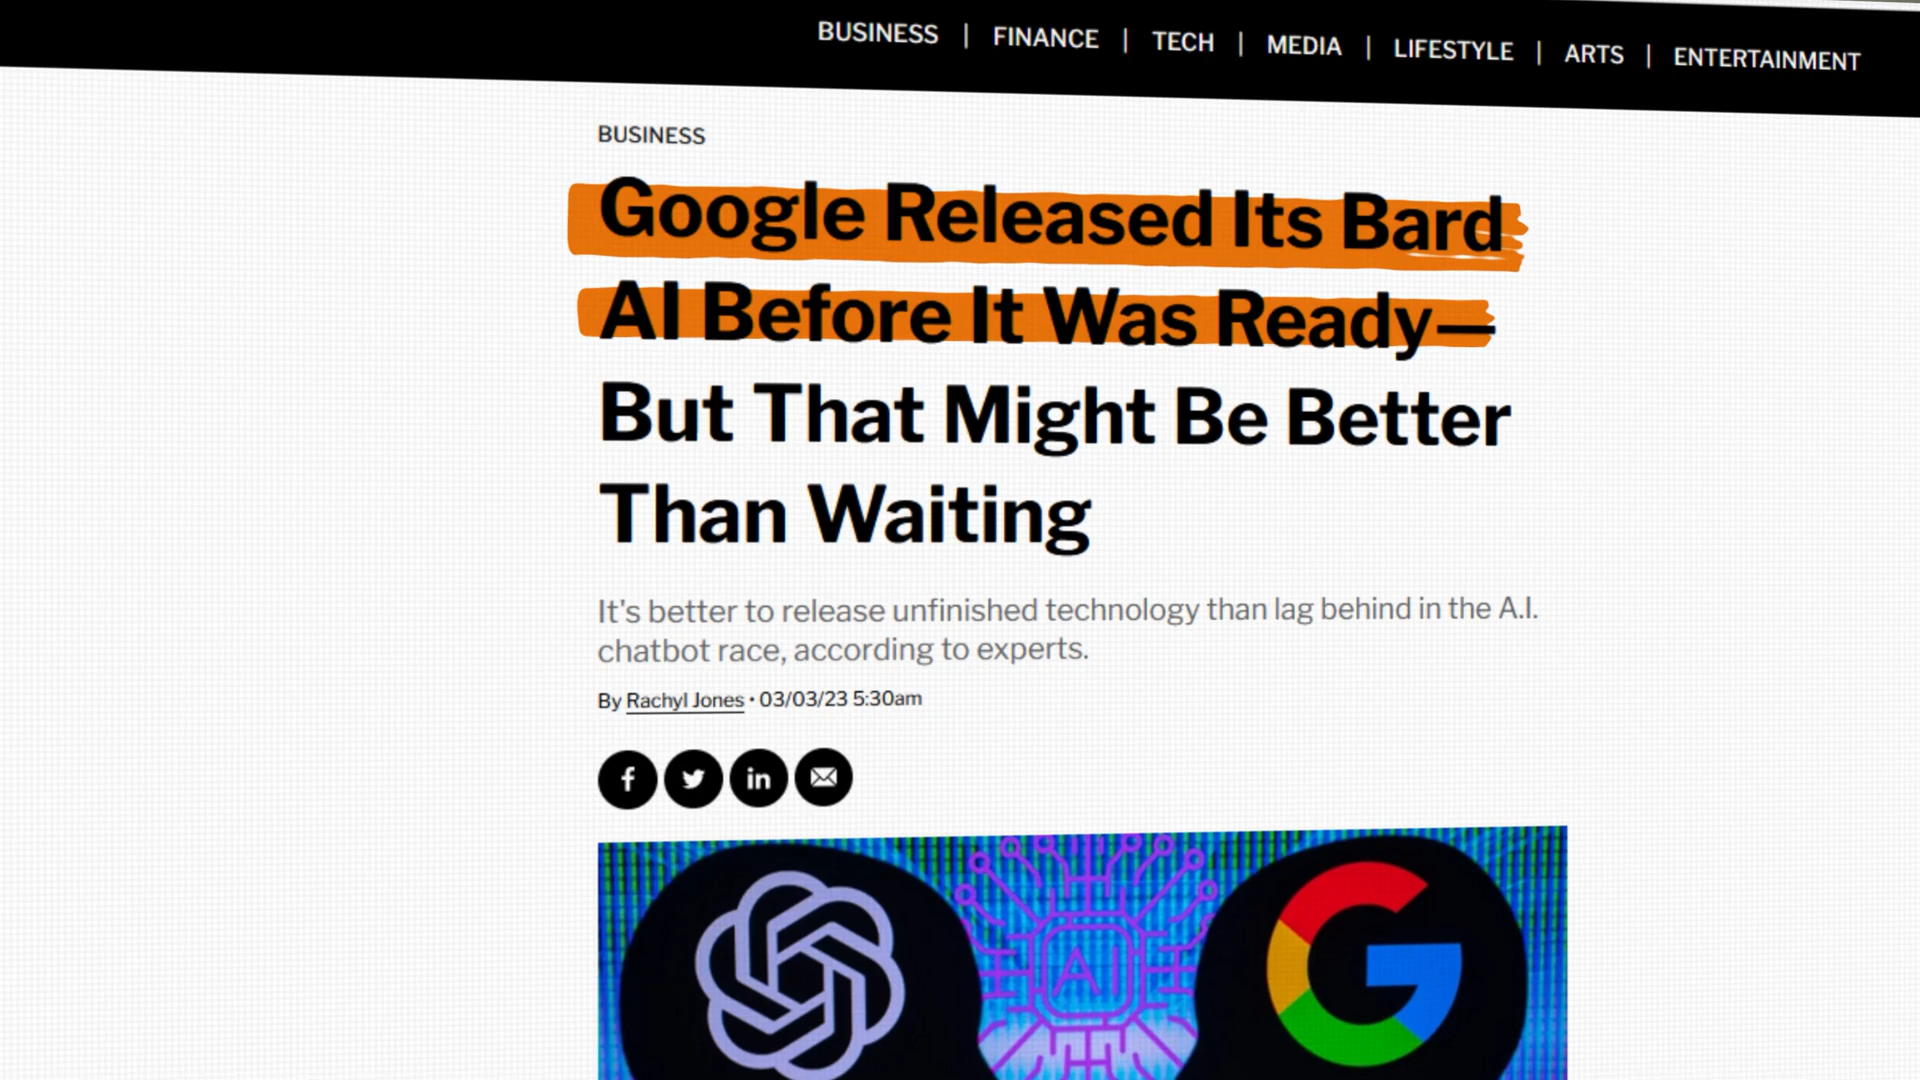 BUSINESS | FINANCE | TECH | MEDIA | LIFESTYLE | ARTS | ENTERTAINMENT
BUSINESS
Google Released Its Bard
AI Before It Was Ready—
But That Might Be Better
Than Waiting
It's better to release unfinished technology than lag behind in the A.I.
chatbot race, according to experts.
By Rachyl Jones • 03/03/23 5:30am
AI